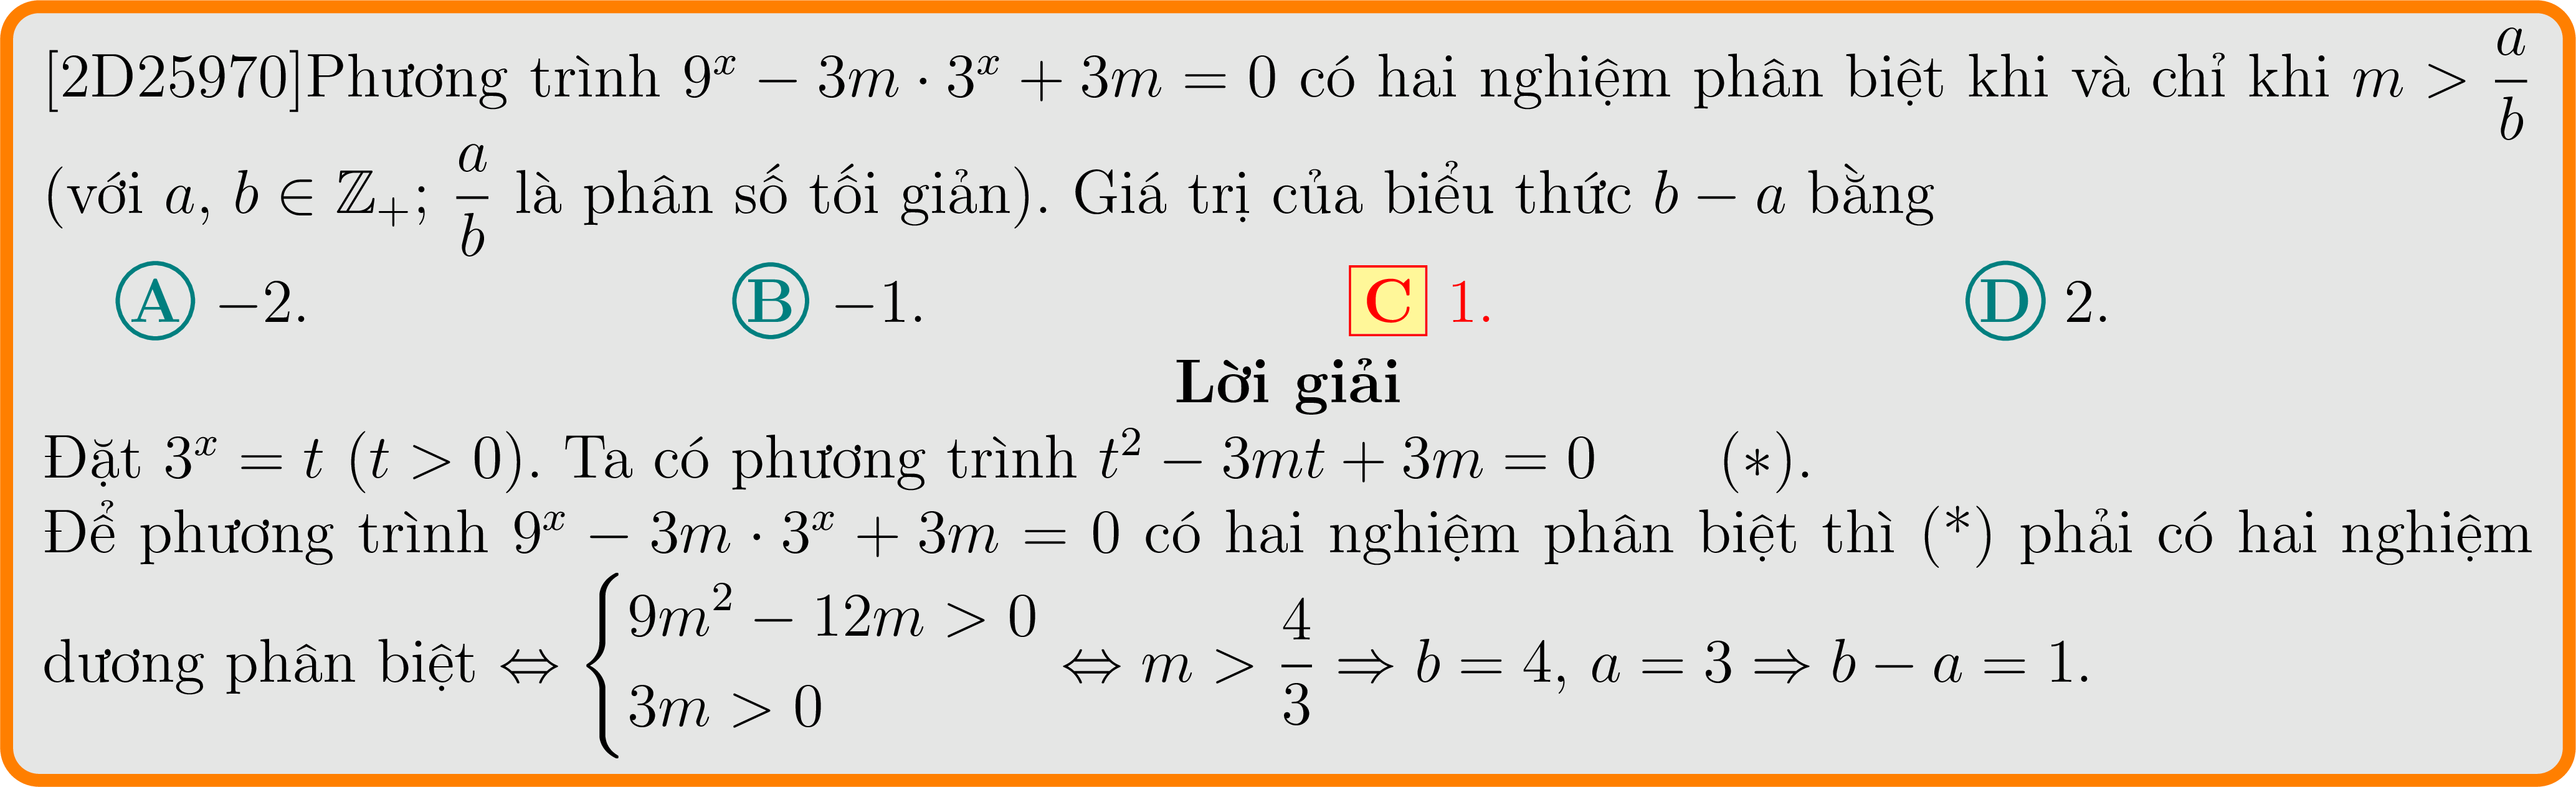 [2D25970]Phương trình $9^x - 3m \cdot 3^x + 3m = 0$ có hai nghiệm phân biệt khi và chỉ khi $m > \dfrac{a}{b}$
(với $a, b \in \mathbb{Z}_+; \dfrac{a}{b}$ là phân số tối giản). Giá trị của biểu thức $b - a$ bằng
A −2. B −1. C 1. D 2.
Lời giải
Đặt $3^x = t$ $(t > 0)$. Ta có phương trình $t^2 - 3mt + 3m = 0$ (∗).
Để phương trình $9^x - 3m \cdot 3^x + 3m = 0$ có hai nghiệm phân biệt thì (*) phải có hai nghiệm
dương phân biệt $\Leftrightarrow \begin{cases} 9m^2 - 12m > 0 \\ 3m > 0 \end{cases} \Leftrightarrow m > \dfrac{4}{3} \Rightarrow b = 4, a = 3 \Rightarrow b - a = 1.$